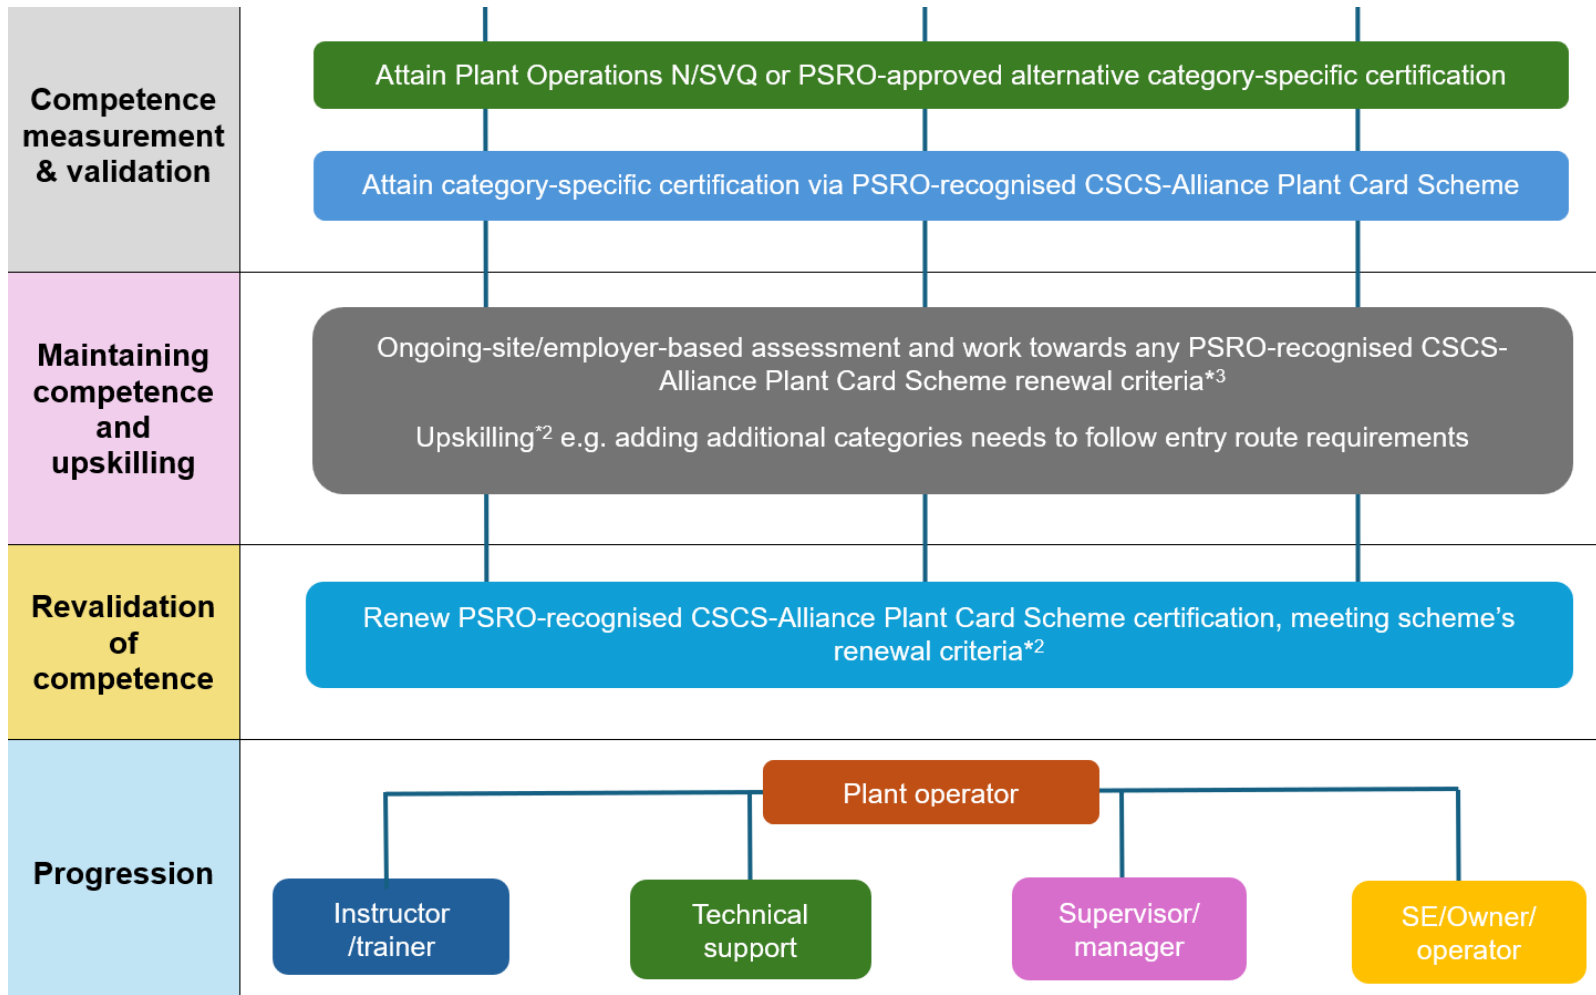 Competence
measurement
& validation
Attain Plant Operations N/SVQ or PSRO-approved alternative category-specific certification
Attain category-specific certification via PSRO-recognised CSCS-Alliance Plant Card Scheme
Maintaining
competence
and
upskilling
Ongoing-site/employer-based assessment and work towards any PSRO-recognised CSCS-
Alliance Plant Card Scheme renewal criteria*3
Upskilling*2 e.g. adding additional categories needs to follow entry route requirements
Revalidation
of
competence
Renew PSRO-recognised CSCS-Alliance Plant Card Scheme certification, meeting scheme’s
renewal criteria*2
Progression
Plant operator
Instructor
/trainer
Technical
support
Supervisor/
manager
SE/Owner/
operator